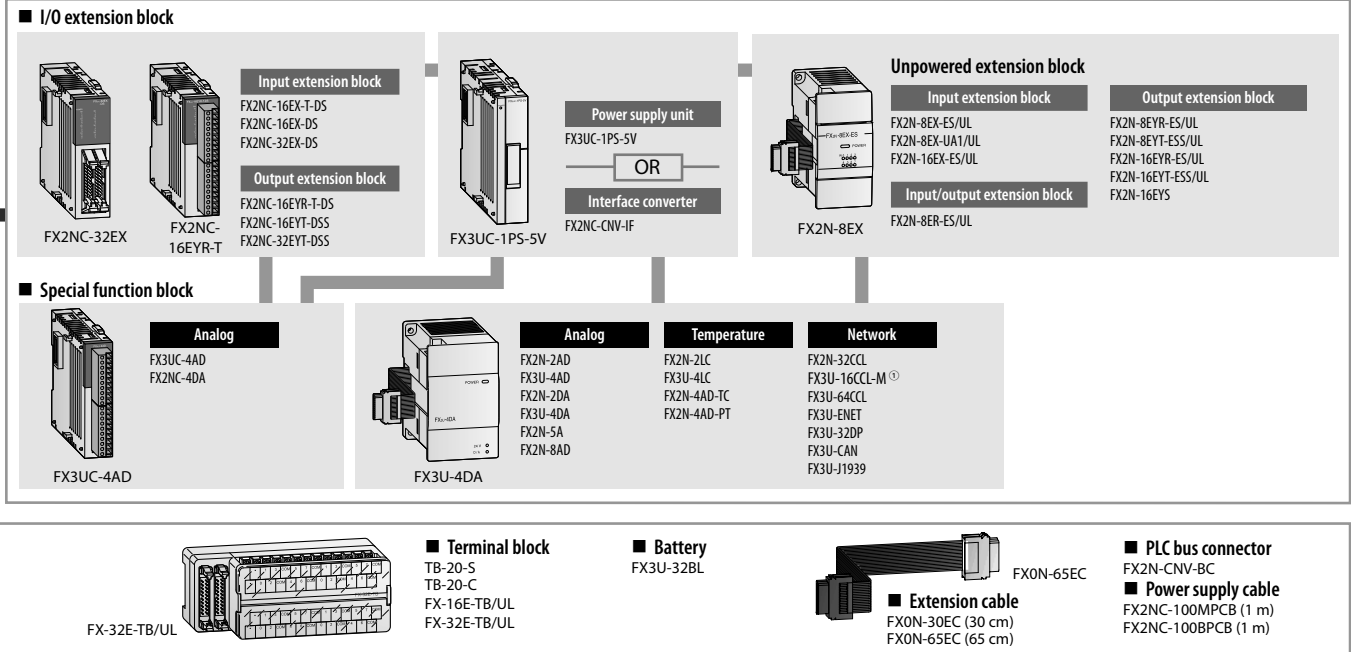 ■ I/O extension block
FX2NC-32EX
FX2NC-
16EYR-T
Input extension block
FX2NC-16EX-T-DS
FX2NC-16EX-DS
FX2NC-32EX-DS
Output extension block
FX2NC-16EYR-T-DS
FX2NC-16EYT-DSS
FX2NC-32EYT-DSS
FX3UC-1PS-5V
Power supply unit
FX3UC-1PS-5V
OR
Interface converter
FX2NC-CNV-IF
FX2N-8EX-ES
POWER
FX2N-8EX
Unpowered extension block
Input extension block
FX2N-8EX-ES/UL
FX2N-8EX-UA1/UL
FX2N-16EX-ES/UL
Input/output extension block
FX2N-8ER-ES/UL
Output extension block
FX2N-8EYR-ES/UL
FX2N-8EYT-ESS/UL
FX2N-16EYR-ES/UL
FX2N-16EYT-ESS/UL
FX2N-16EYS
■ Special function block
FX3UC-4AD
Analog
FX3UC-4AD
FX2NC-4DA
POWER
FX3U-4DA
Analog
FX2N-2AD
FX3U-4AD
FX2N-2DA
FX3U-4DA
FX2N-5A
FX2N-8AD
Temperature
FX2N-2LC
FX3U-4LC
FX2N-4AD-TC
FX2N-4AD-PT
Network
FX2N-32CCL
FX3U-16CCL-M ①
FX3U-64CCL
FX3U-ENET
FX3U-32DP
FX3U-CAN
FX3U-J1939
FX-32E-TB/UL
■ Terminal block
TB-20-S
TB-20-C
FX-16E-TB/UL
FX-32E-TB/UL
■ Battery
FX3U-32BL
FX0N-65EC
■ Extension cable
FX0N-30EC (30 cm)
FX0N-65EC (65 cm)
■ PLC bus connector
FX2N-CNV-BC
■ Power supply cable
FX2NC-100MPCB (1 m)
FX2NC-100BPCB (1 m)